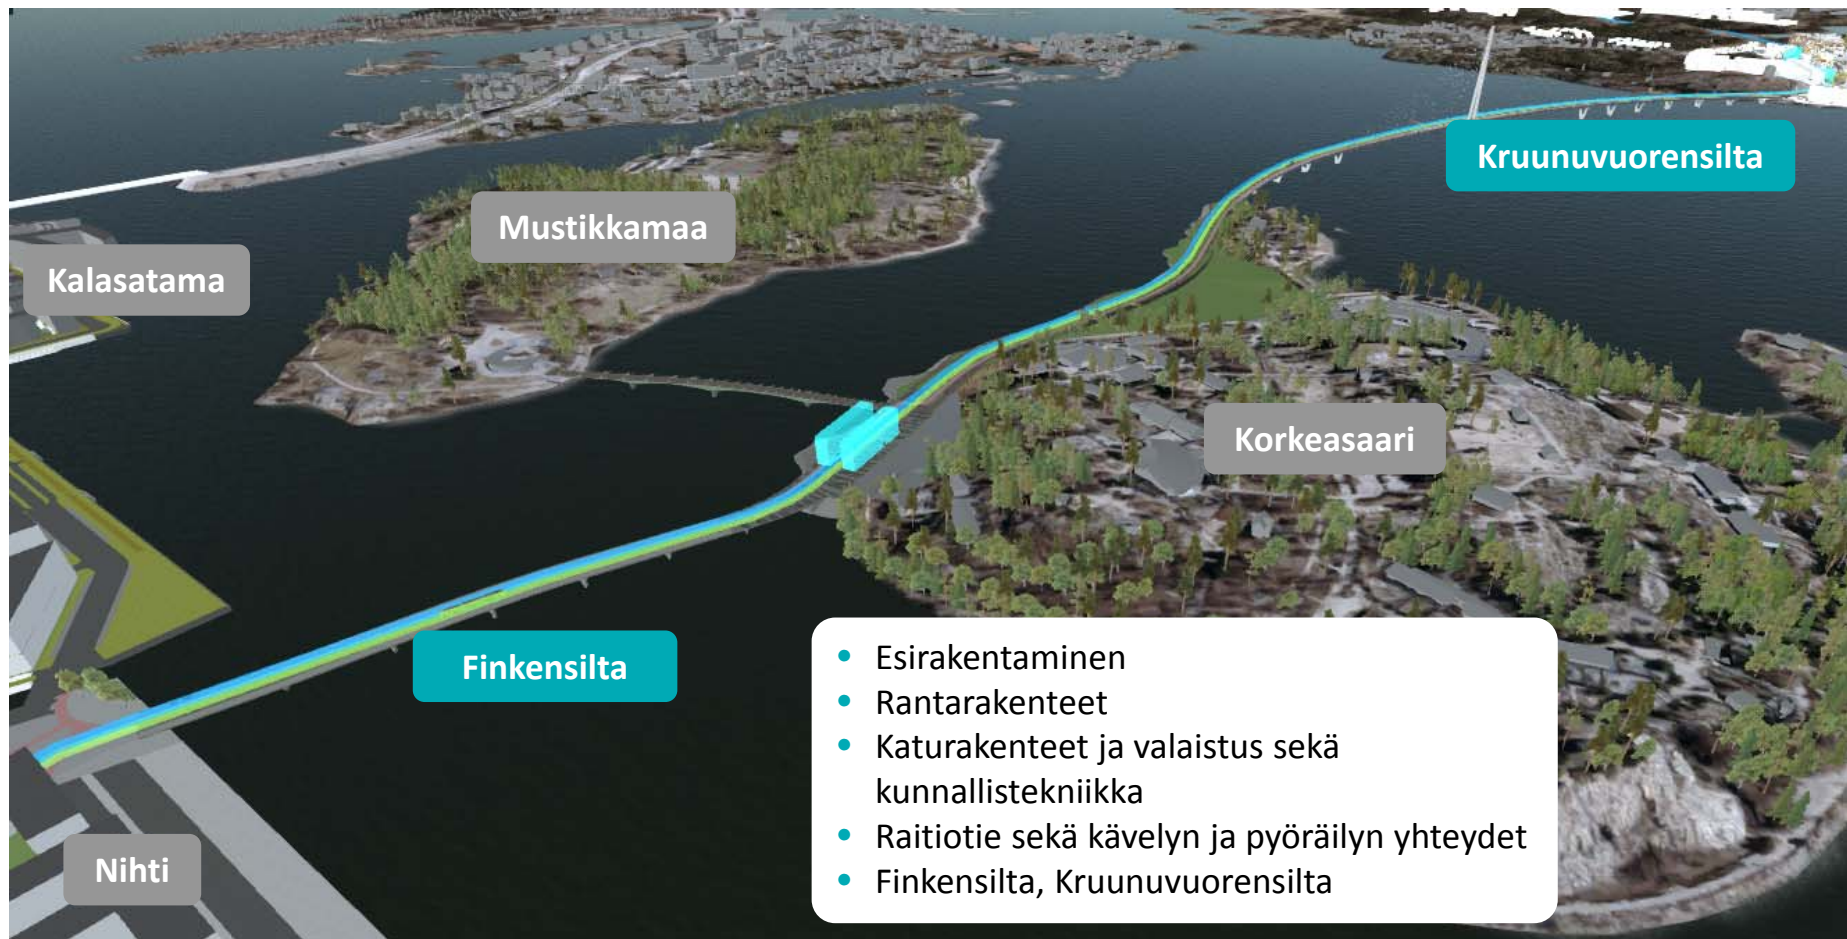 Kruunuvuorensilta
Mustikkamaa
Kalasatama
Korkeasaari
Finkensilta
Nihti
• Esirakentaminen
• Rantarakenteet
• Katurakenteet ja valaistus sekä
kunnallistekniikka
• Raitiotie sekä kävelyn ja pyöräilyn yhteydet
• Finkensilta, Kruunuvuorensilta